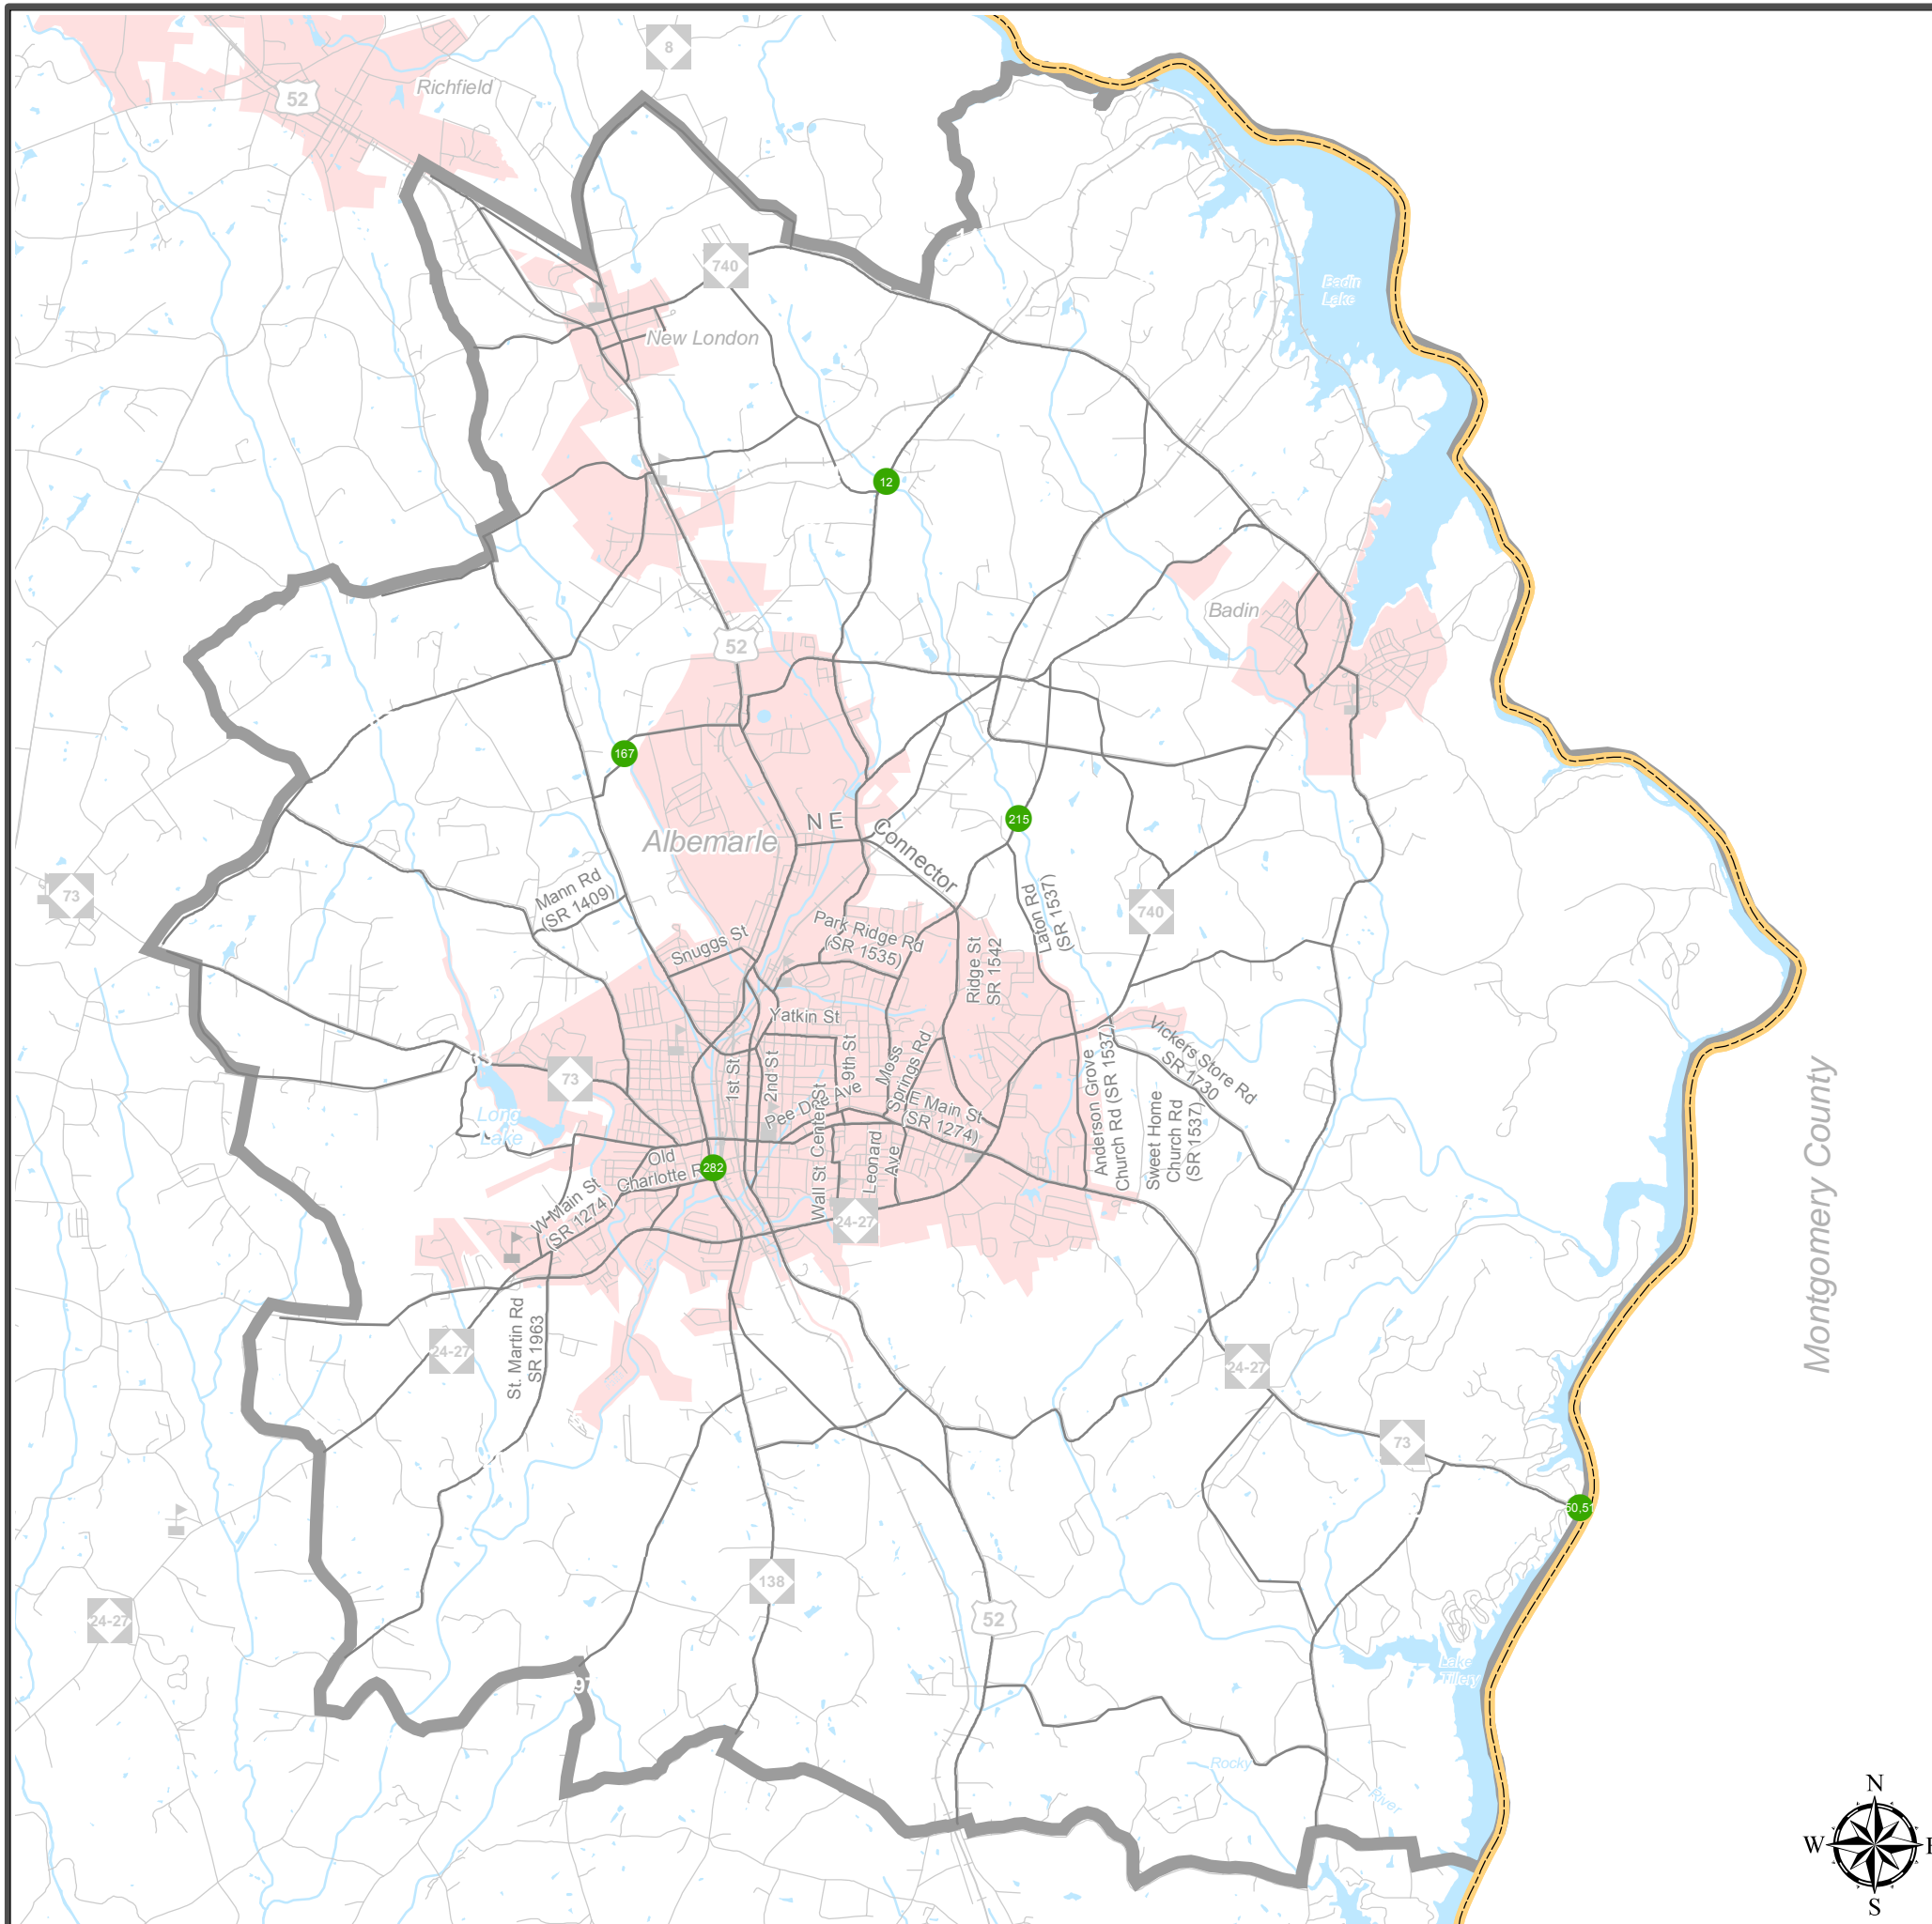 8
Richfield
52
740
Badin
Lake
New London
12
Badin
52
167
N E
Connector
215
Albemarle
73
Mann Rd
(SR 1409)
Laton Rd
(SR 1537)
740
Park Ridge Rd
(SR 1535)
Snuggs St
Ridge St
SR 1542
Yatkin St
Vickers Store Rd
SR 1730
73
1st St
2nd St
9th St
Moss
Springs Rd
Anderson Grove
Church Rd (SR 1537)
Pee Dee Ave
E Main St
(SR 1274)
Sweet Home
Church Rd
(SR 1537)
Long
Lake
Wall St
Center St
Leonard
Ave
Old
Charlotte R
282
W Main St
(SR 1274)
24-27
Montgomery County
St. Martin Rd
SR 1963
24-27
24-27
73
50,51
138
24-27
52
Lake
Tillery
97
Rocky
River
N
W
S